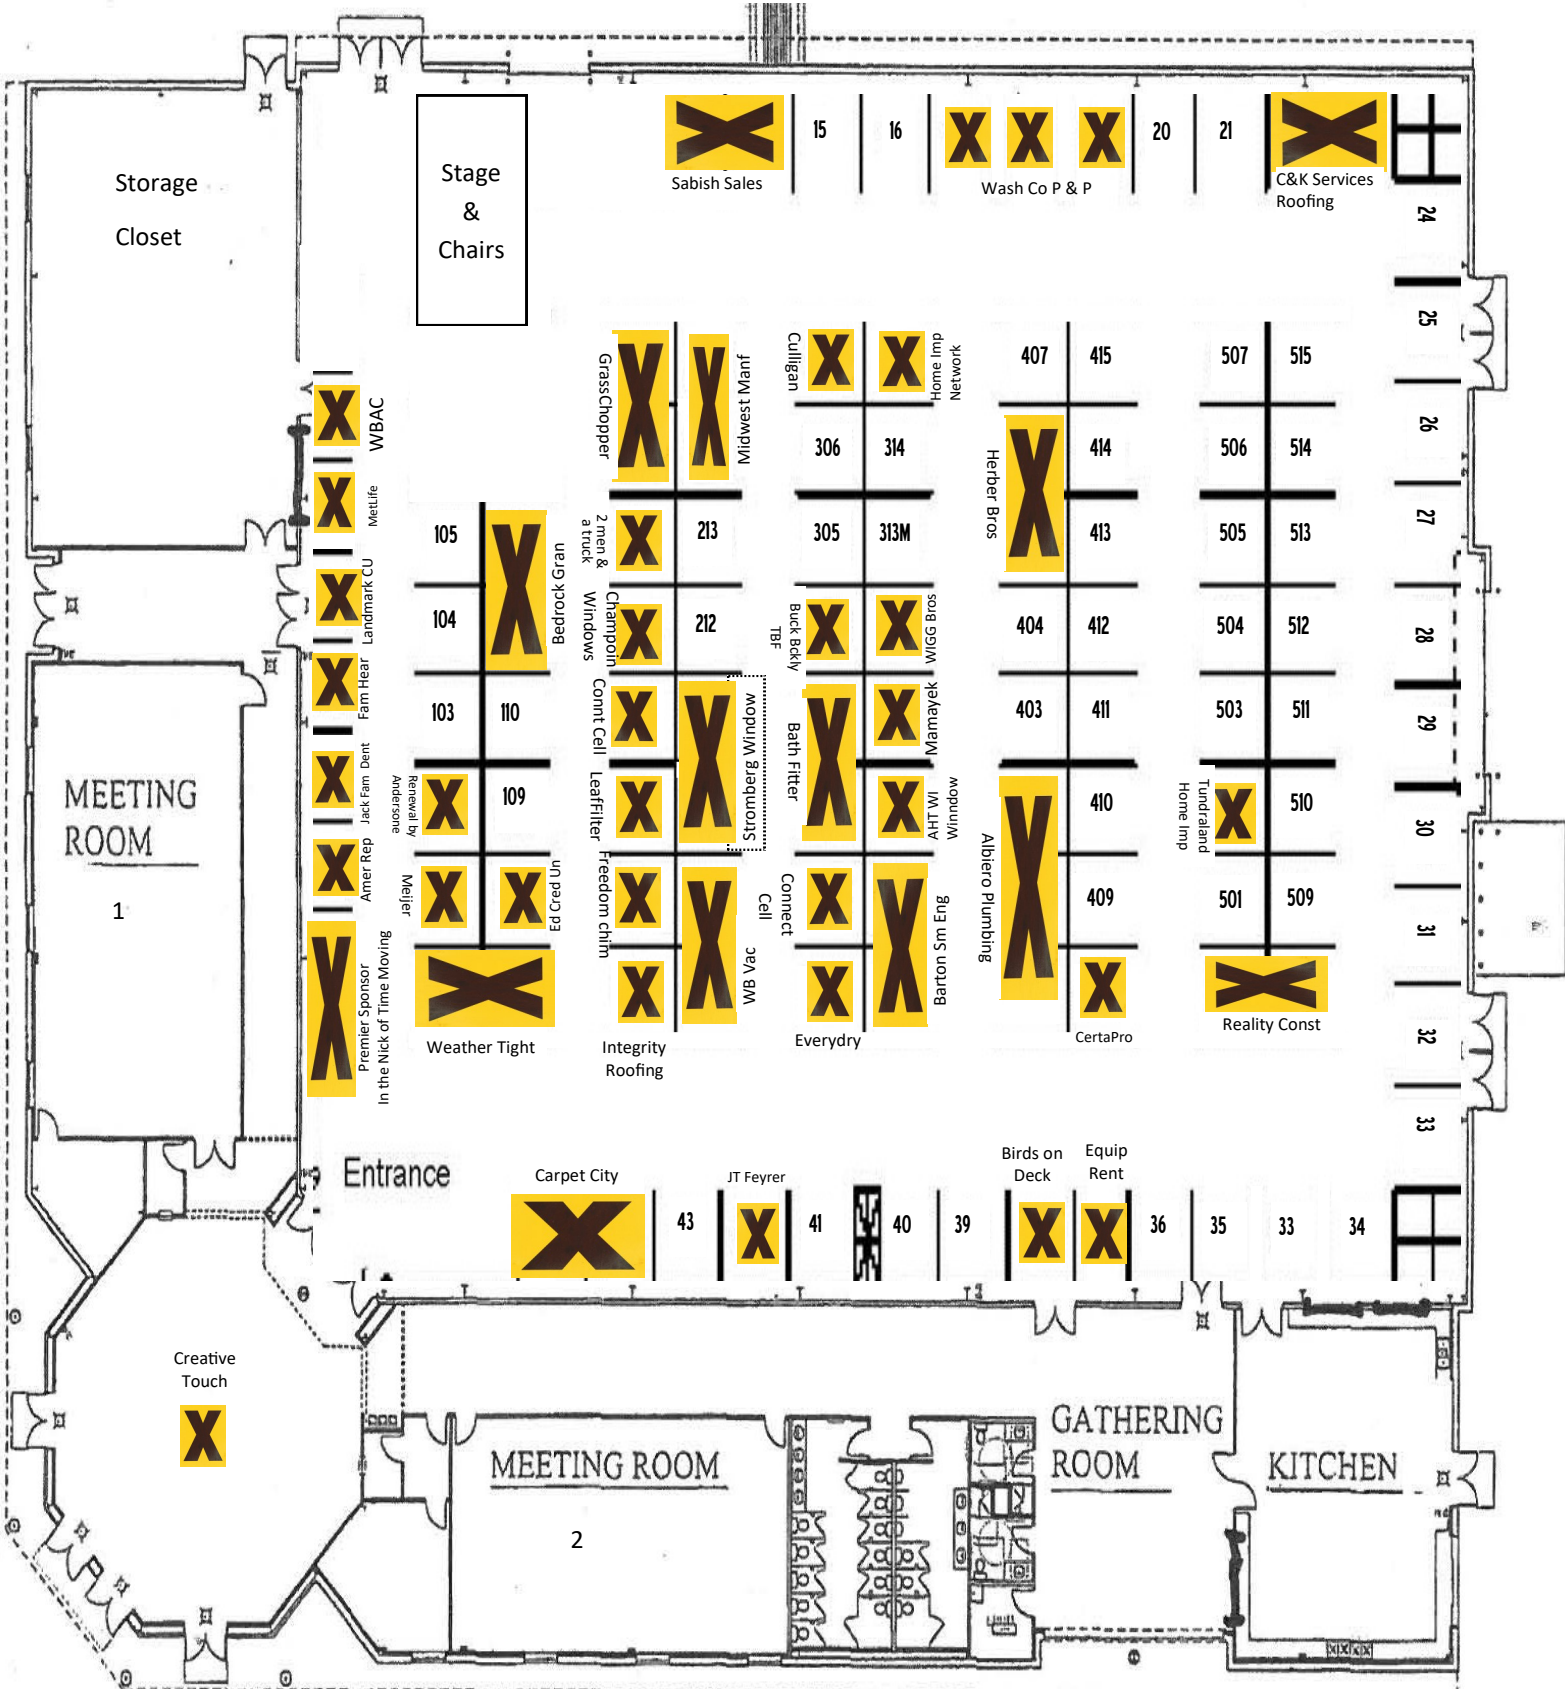 Storage
Closet
Stage
&
Chairs
Sabish Sales
15
16
Wash Co P & P
20
21
C&K Services
Roofing
24
25
26
27
28
29
30
31
32
33
WBAC
MetLife
Landmark CU
Fam Hear
Jack Fam Dent
Amer Rep
Premier Sponsor
In the Nick of Time Moving
105
104
103
Renewal by
Andersone
Meijer
Bedrock Gran
110
109
Ed Cred Un
Weather Tight
GrassChopper
2 men &
a truck
Champoin
Windows
Connt Cell
LeafFilter
Freedom chim
Integrity
Roofing
Midwest Manf
213
212
Stromberg Window
WB Vac
Culligan
306
305
Buck Bckly
TBF
Bath Fitter
Connect
Cell
Everydry
Home Imp
Network
314
313M
WIGG Bros
Mamayek
AHT WI
Winndow
Barton Sm Eng
407
Herber Bros
404
403
Albiero Plumbing
415
414
413
412
411
410
409
CertaPro
507
506
505
504
503
Tundraland
Home Imp
501
515
514
513
512
511
510
509
Reality Const
MEETING
ROOM
1
Entrance
Carpet City
43
JT Feyrer
41
40
39
Birds on
Deck
Equip
Rent
36
35
33
34
Creative
Touch
MEETING ROOM
2
GATHERING
ROOM
KITCHEN